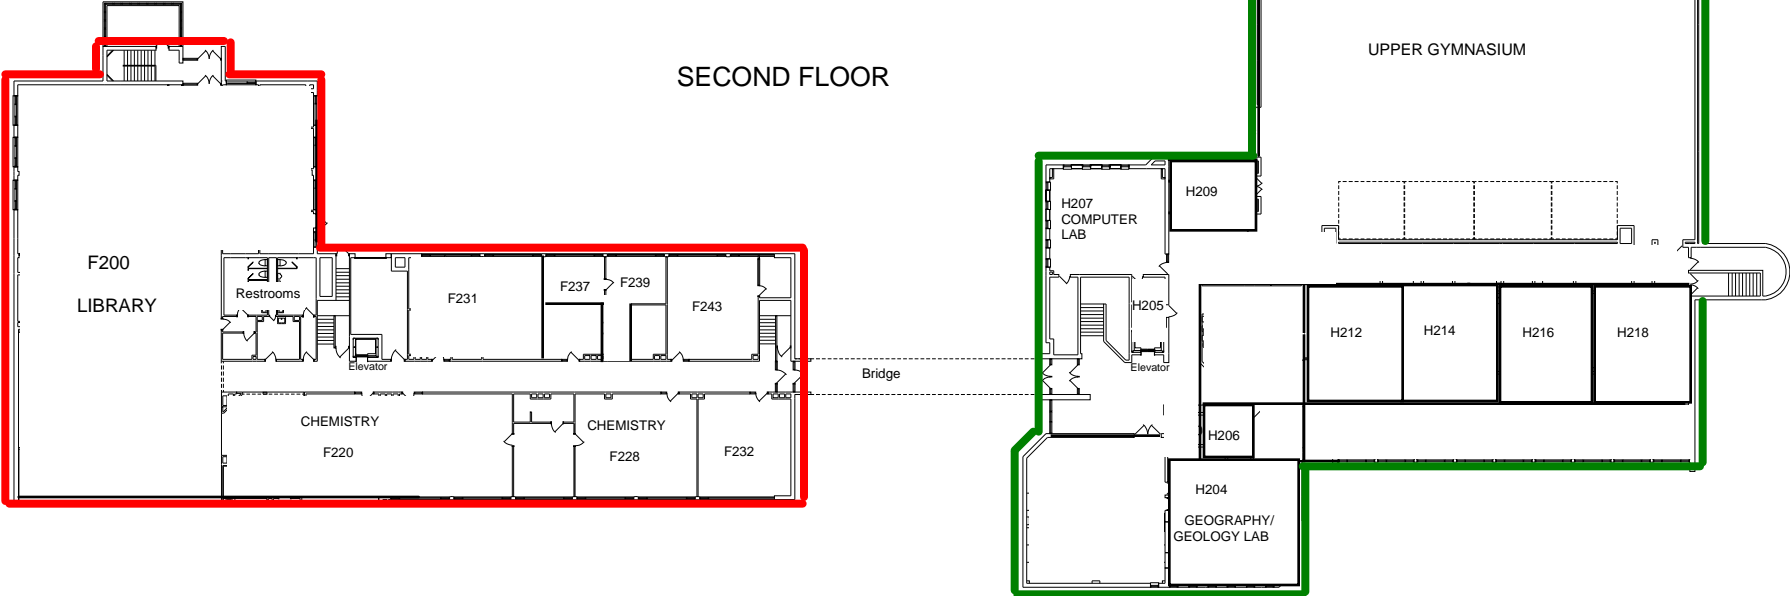 UPPER GYMNASIUM
SECOND FLOOR
H209
H207
COMPUTER
LAB
F200
LIBRARY
Restrooms
F231
F237
F239
F243
H205
H212
H214
H216
H218
Elevator
Bridge
Elevator
CHEMISTRY
F220
CHEMISTRY
F228
F232
H206
H204
GEOGRAPHY/
GEOLOGY LAB